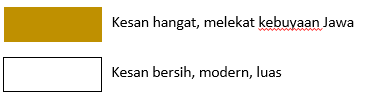 Kesan hangat, melekat kebuyaan Jawa
Kesan bersih, modern, luas